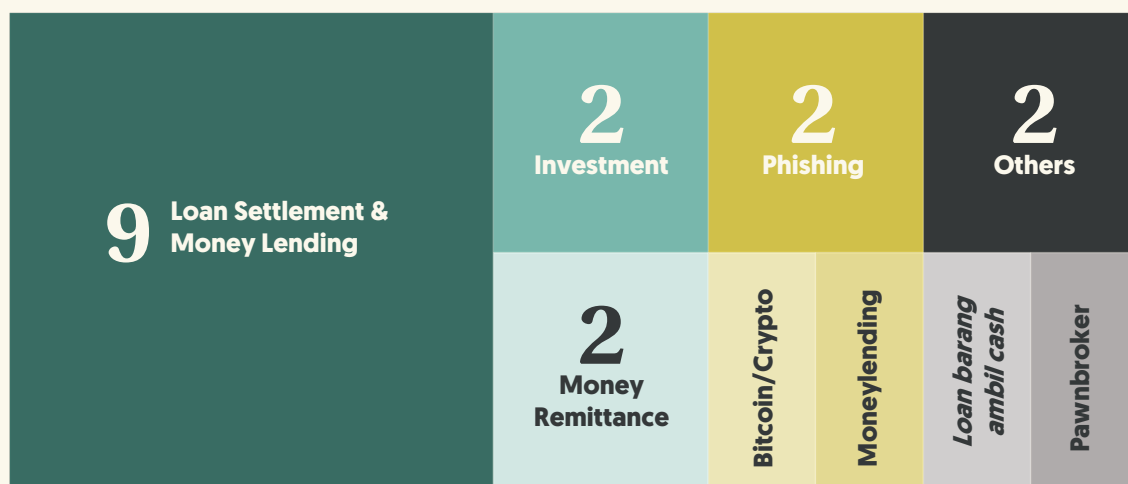 9
Loan Settlement &
Money Lending
2
Investment
2
Phishing
2
Others
2
Money
Remittance
Bitcoin/Crypto
Moneylending
Loan barang
ambil cash
Pawnbroker